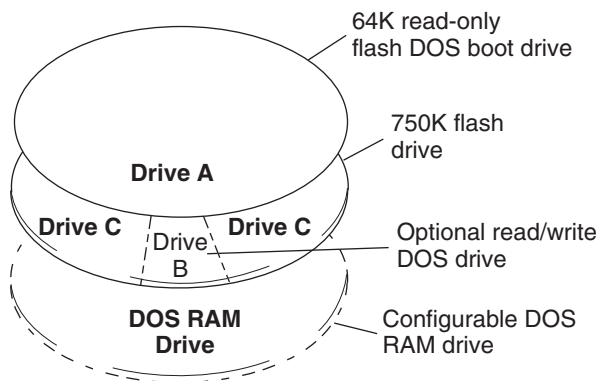 64K read-only
flash DOS boot drive
750K flash
drive
Drive A
Drive C
Drive C
Drive
B
Optional read/write
DOS drive
DOS RAM
Drive
Configurable DOS
RAM drive